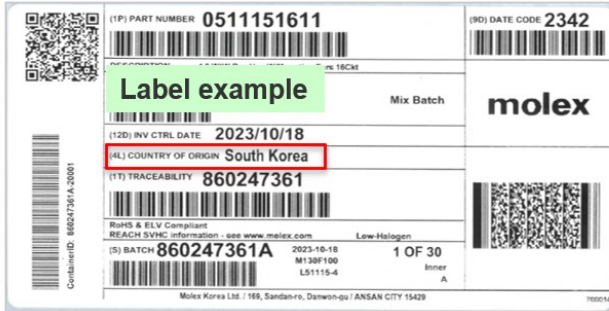 (1P) PART NUMBER 0511151611
(9D) DATE CODE 2342
16Ckt
Label example
Mix Batch
molex
(12D) INV CTRL DATE 2023/10/18
(4L) COUNTRY OF ORIGIN South Korea
(1T) TRACEABILITY 860247361
RoHS & ELV Compliant
REACH SVHC information - see www.molex.com
Low-Halogen
(S) BATCH 860247361A
2023-10-18
M130F100
L51115-4
1 OF 30
Inner
A
ContainerID: 860247361A-20001
Molex Korea Ltd. / 169, Sandan-ro, Danwon-gu / ANSAN CITY 15429